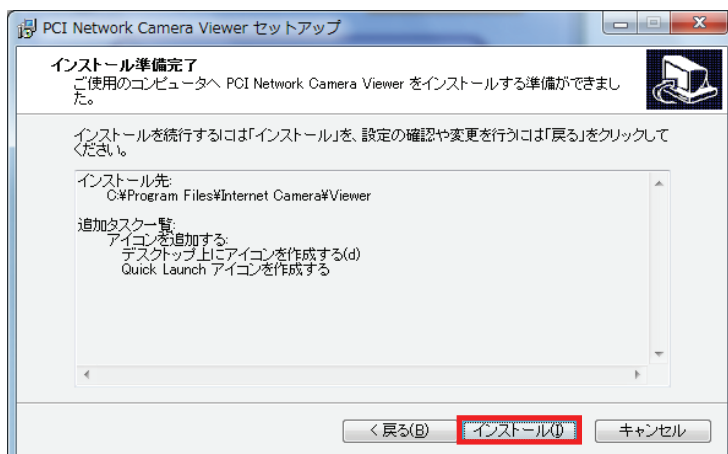 PCI Network Camera Viewer セットアップ
インストール準備完了
ご使用のコンピュータへ PCI Network Camera Viewer をインストールする準備ができまし
た。
インストールを続行するには「インストール」を、設定の確認や変更を行うには「戻る」をクリックして
ください。
インストール先:
C:¥Program Files¥Internet Camera¥Viewer
追加タスク一覧:
アイコンを追加する:
デスクトップ上にアイコンを作成する(d)
Quick Launch アイコンを作成する
< 戻る(B)
インストール(I)
キャンセル